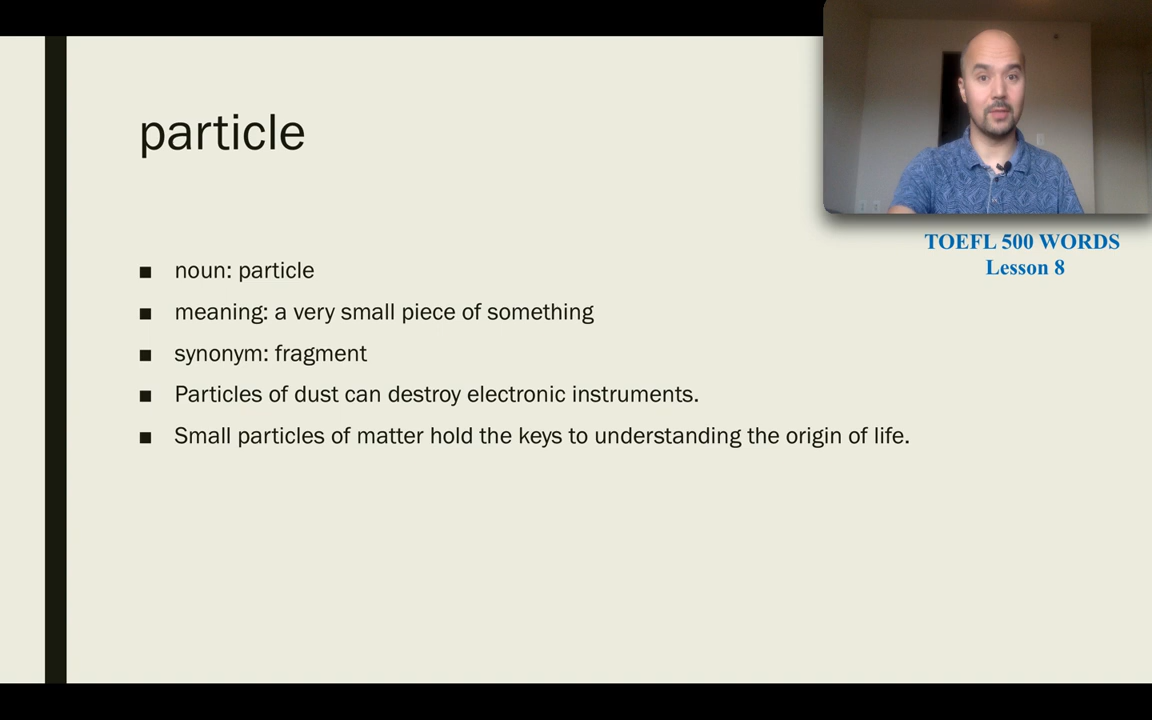 particle
TOEFL 500 WORDS
Lesson 8
noun: particle
meaning: a very small piece of something
synonym: fragment
Particles of dust can destroy electronic instruments.
Small particles of matter hold the keys to understanding the origin of life.